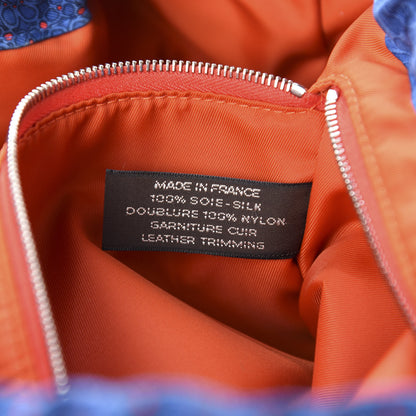 MADE IN FRANCE
100% SOIE-SILK
DOUBLURE 100% NYLON
GARNITURE CUIR
LEATHER TRIMMING